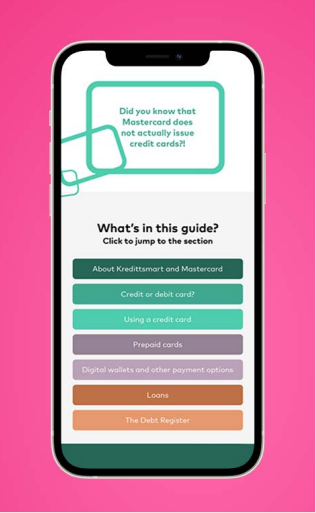 Did you know that
Mastercard does
not actually issue
credit cards?!
What's in this guide?
Click to jump to the section
About Kredittsmart and Mastercard
Credit or debit card?
Using a credit card
Prepaid cards
Digital wallets and other payment options
Loans
The Debt Register